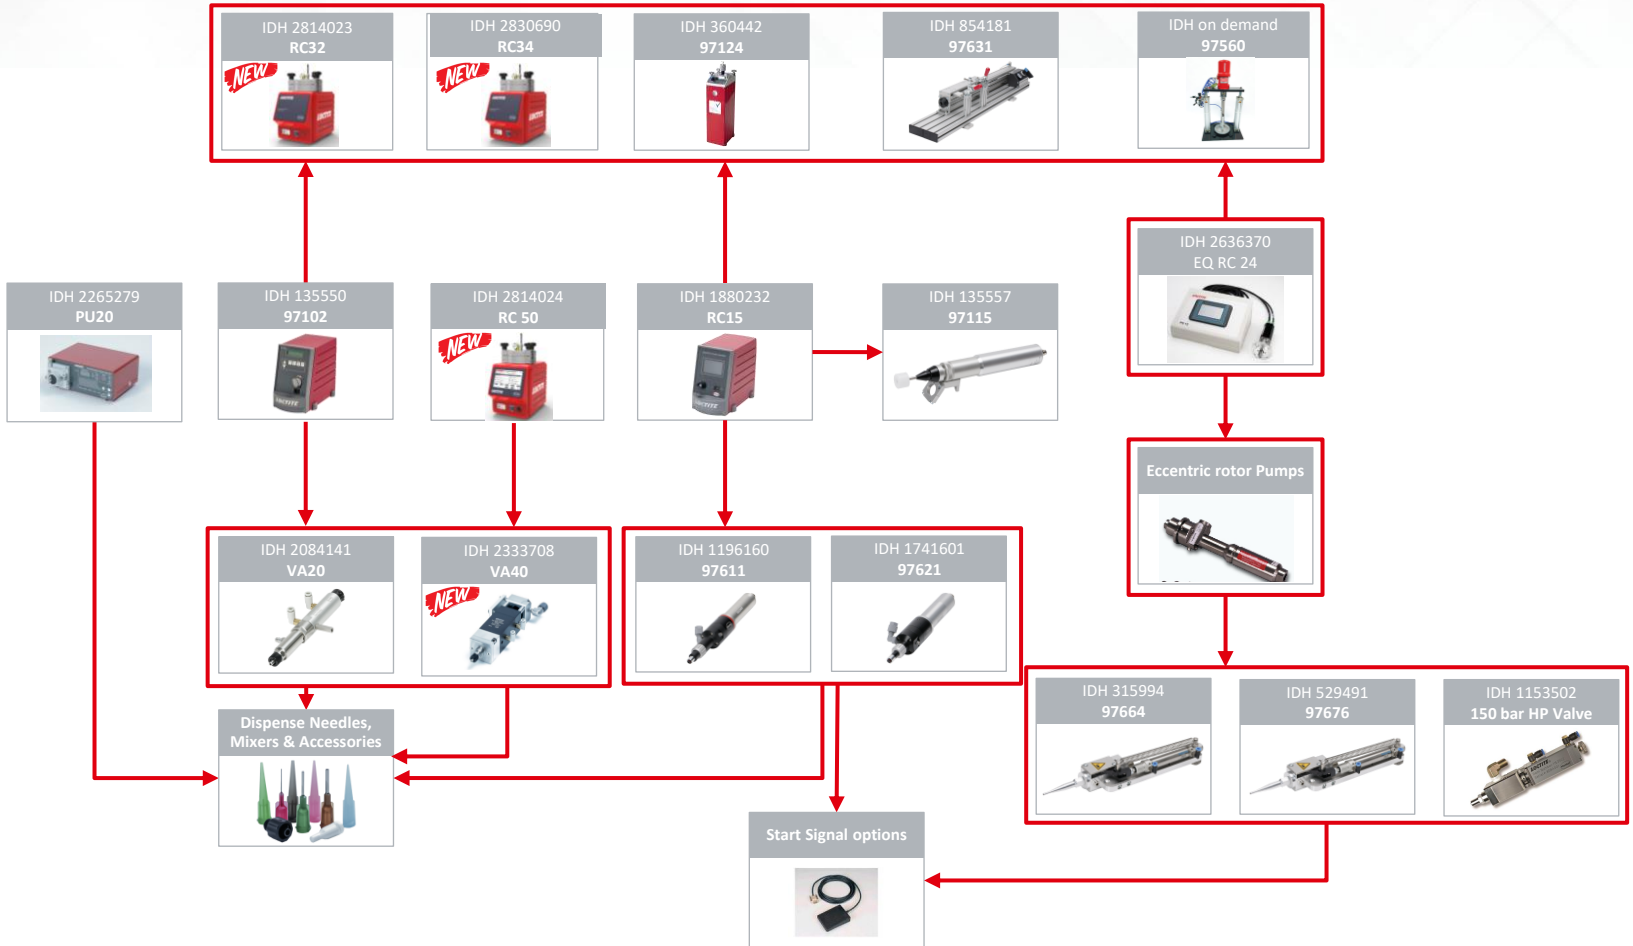 IDH 2814023
RC32
NEW
IDH 2830690
RC34
NEW
IDH 360442
97124
IDH 854181
97631
IDH on demand
97560
IDH 2636370
EQ RC 24
IDH 2265279
PU20
IDH 135550
97102
LOCTITE
IDH 2814024
RC 50
NEW
IDH 1880232
RC15
LOCTITE
IDH 135557
97115
Eccentric rotor Pumps
IDH 2084141
VA20
IDH 2333708
VA40
NEW
IDH 1196160
97611
IDH 1741601
97621
IDH 315994
97664
IDH 529491
97676
IDH 1153502
150 bar HP Valve
LOCTITE
Dispense Needles,
Mixers & Accessories
Start Signal options